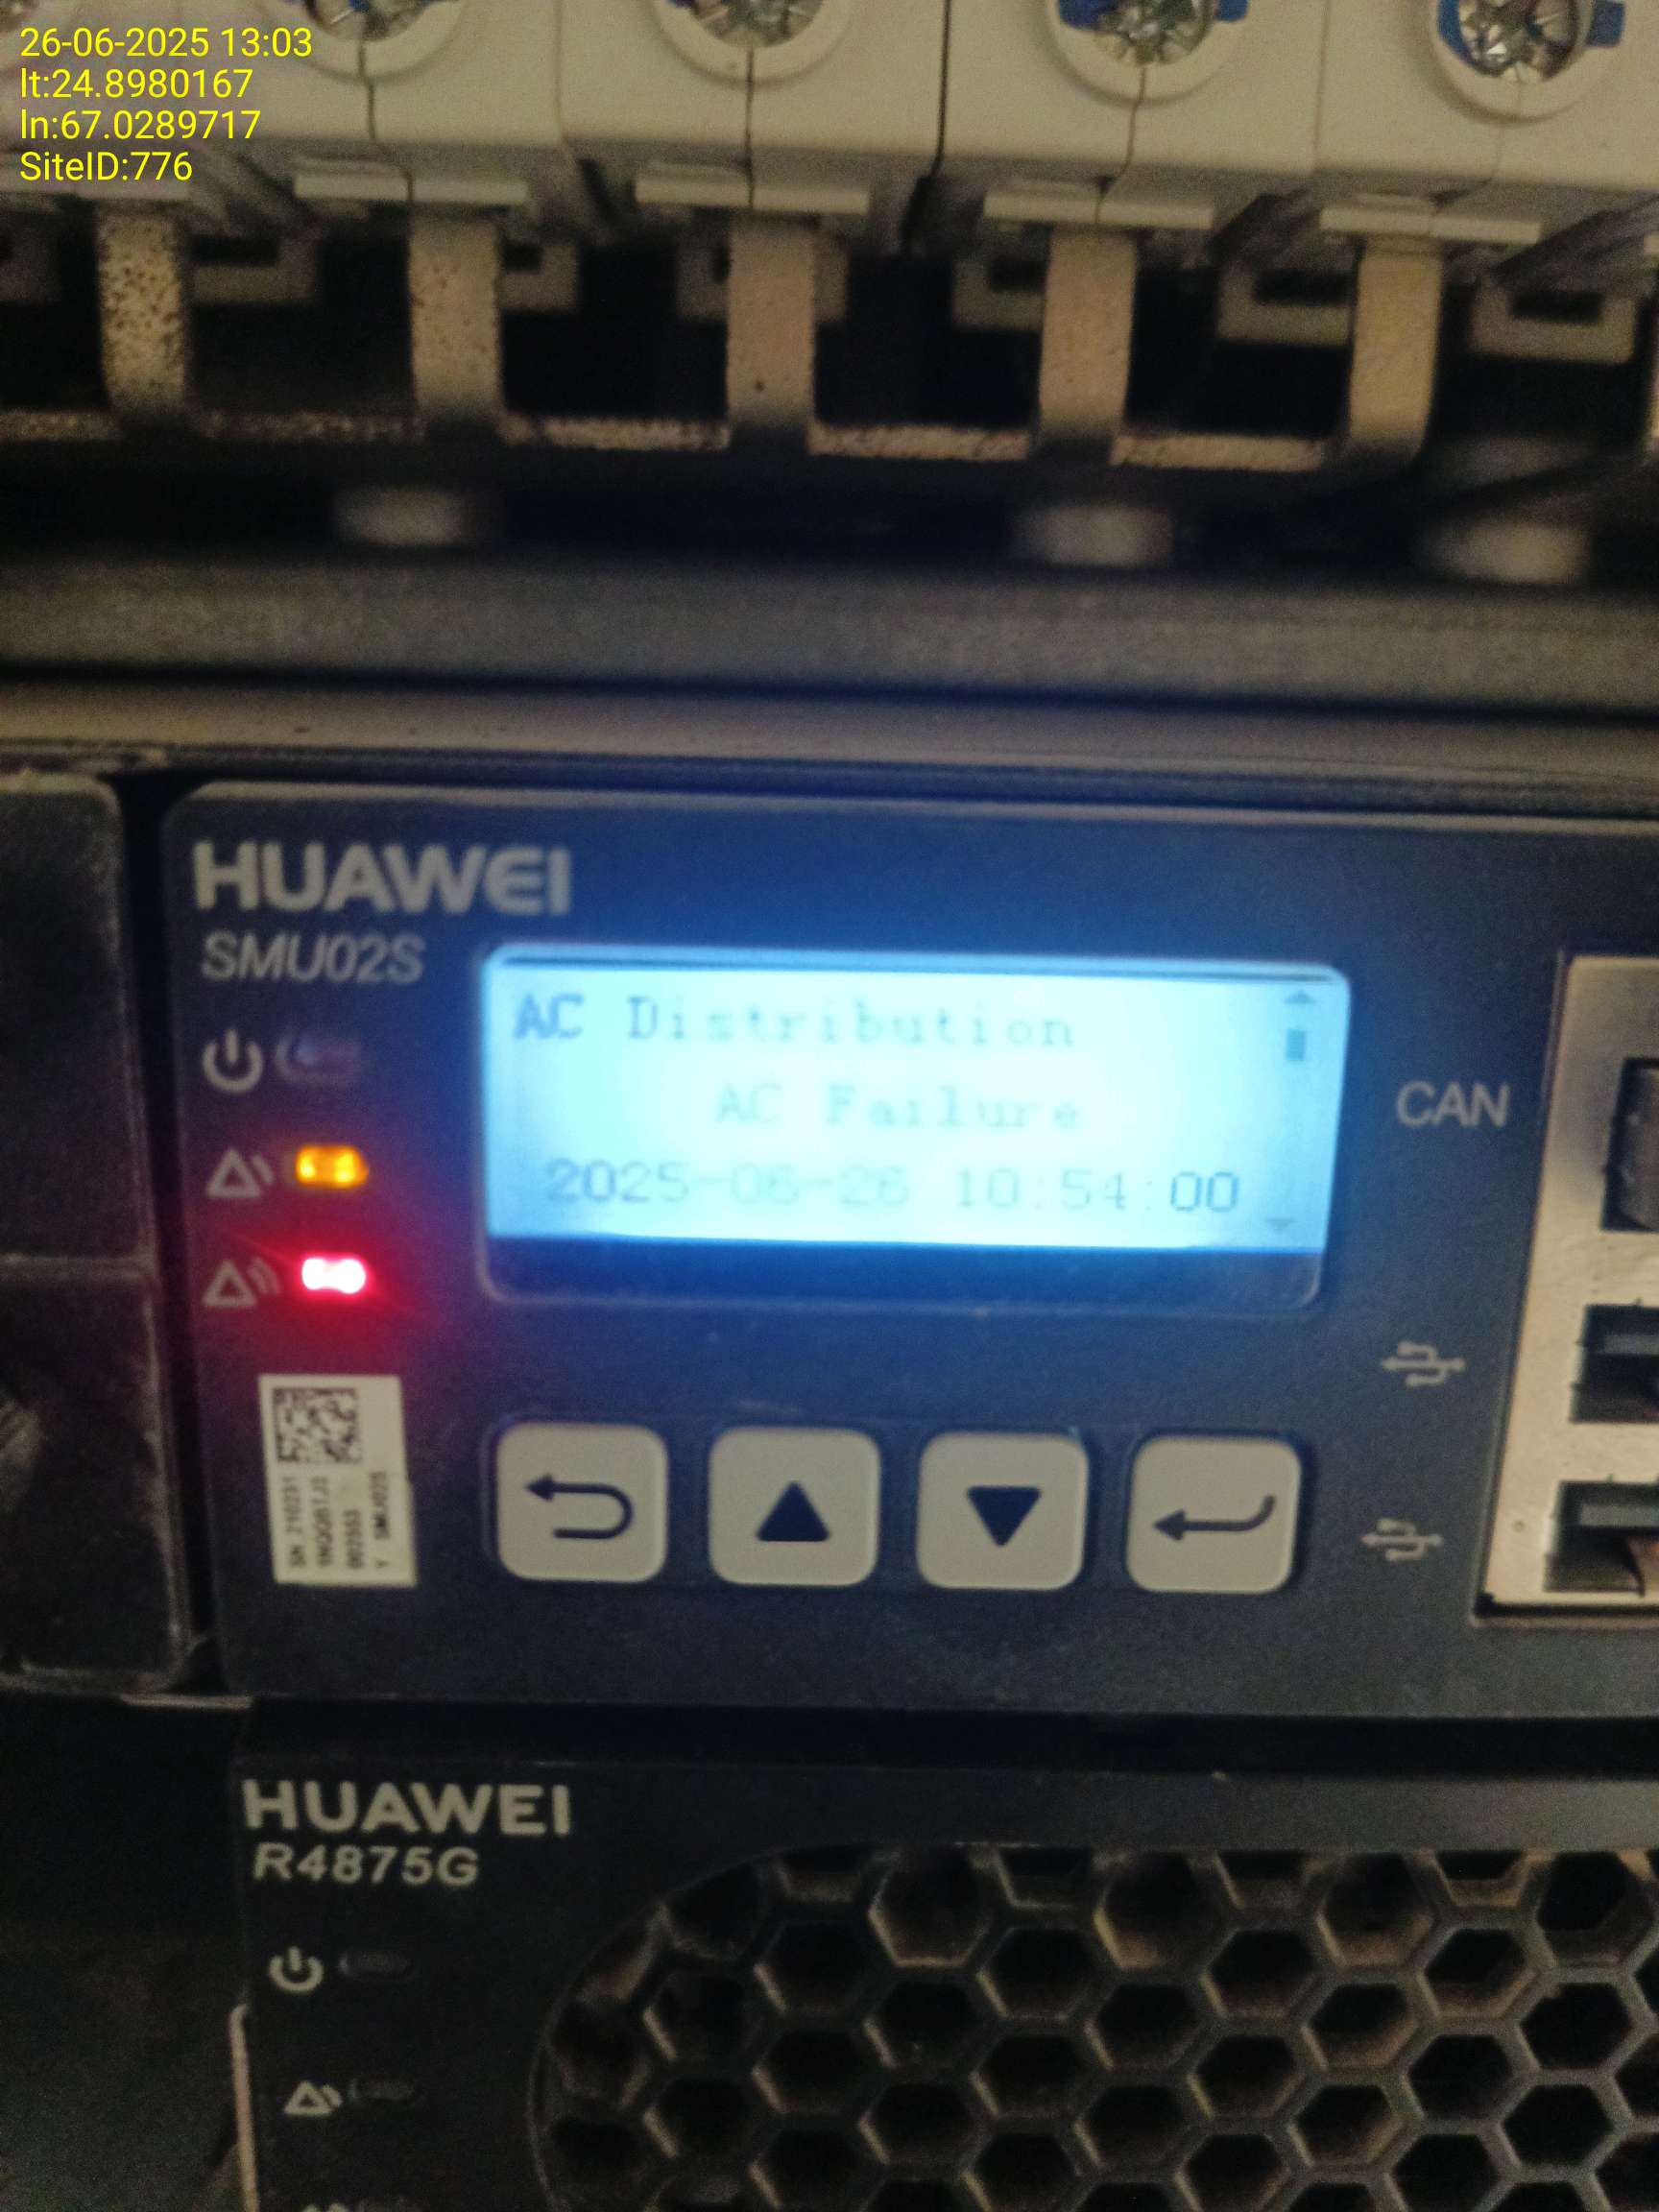 26-06-2025 13:03
lt:24.8980167
ln:67.0289717
SiteID:776
HUAWEI
SMU02S
AC Distribution
AC Failure
2025-06-26 10:54:00
CAN
HUAWEI
R4875G